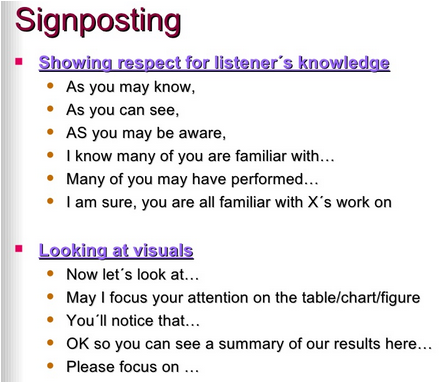 Signposting
Showing respect for listener´s knowledge
As you may know,
As you can see,
AS you may be aware,
I know many of you are familiar with…
Many of you may have performed…
I am sure, you are all familiar with X´s work on
Looking at visuals
Now let´s look at…
May I focus your attention on the table/chart/figure
You´ll notice that…
OK so you can see a summary of our results here…
Please focus on …